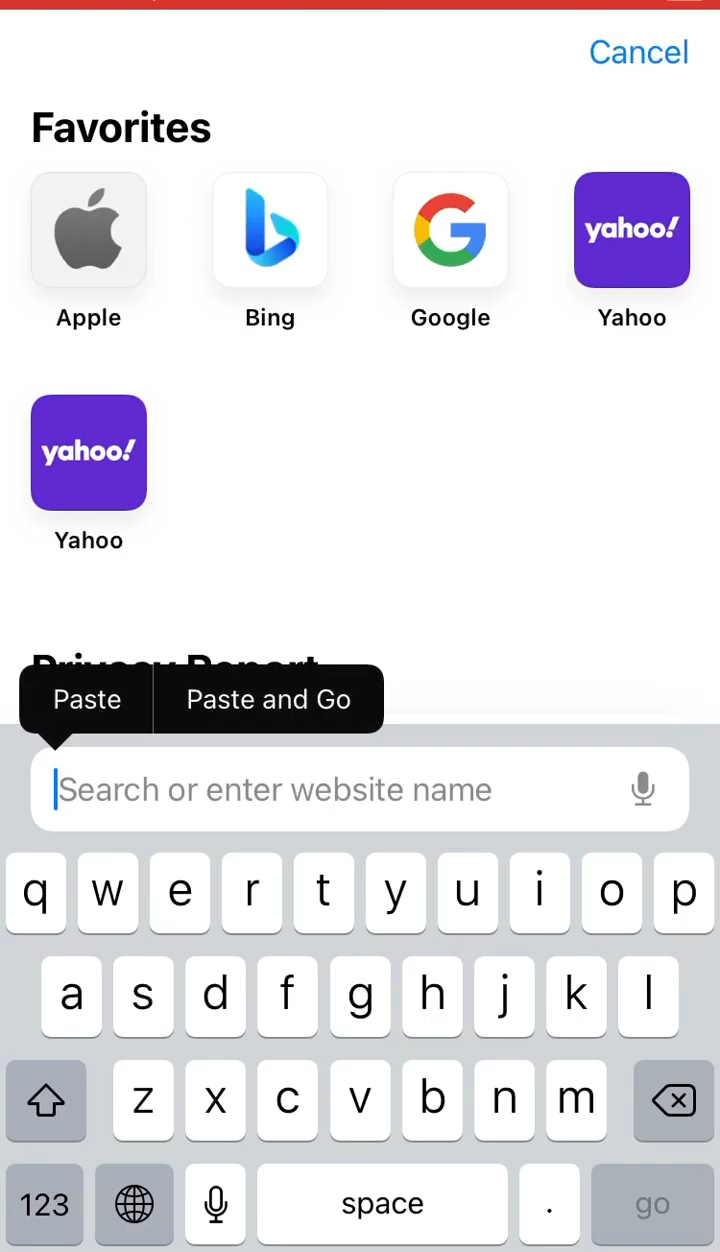 Cancel
Favorites
yahoo!
Apple Bing Google Yahoo
yahoo!
Yahoo
Privacy Report
Paste Paste and Go
Search or enter website name
q w e r t y u i o p
a s d f g h j k l
z x c v b n m
123 space . go